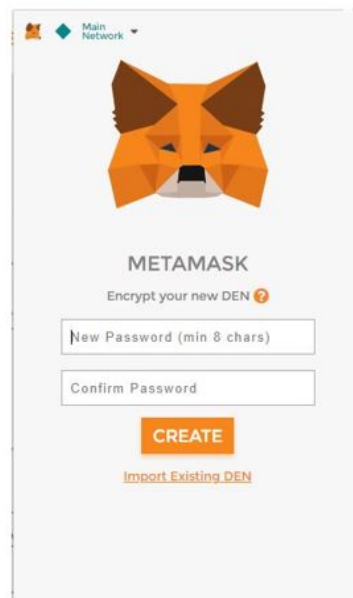 Main
Network
METAMASK
Encrypt your new DEN ?
New Password (min 8 chars)
Confirm Password
CREATE
Import Existing DEN